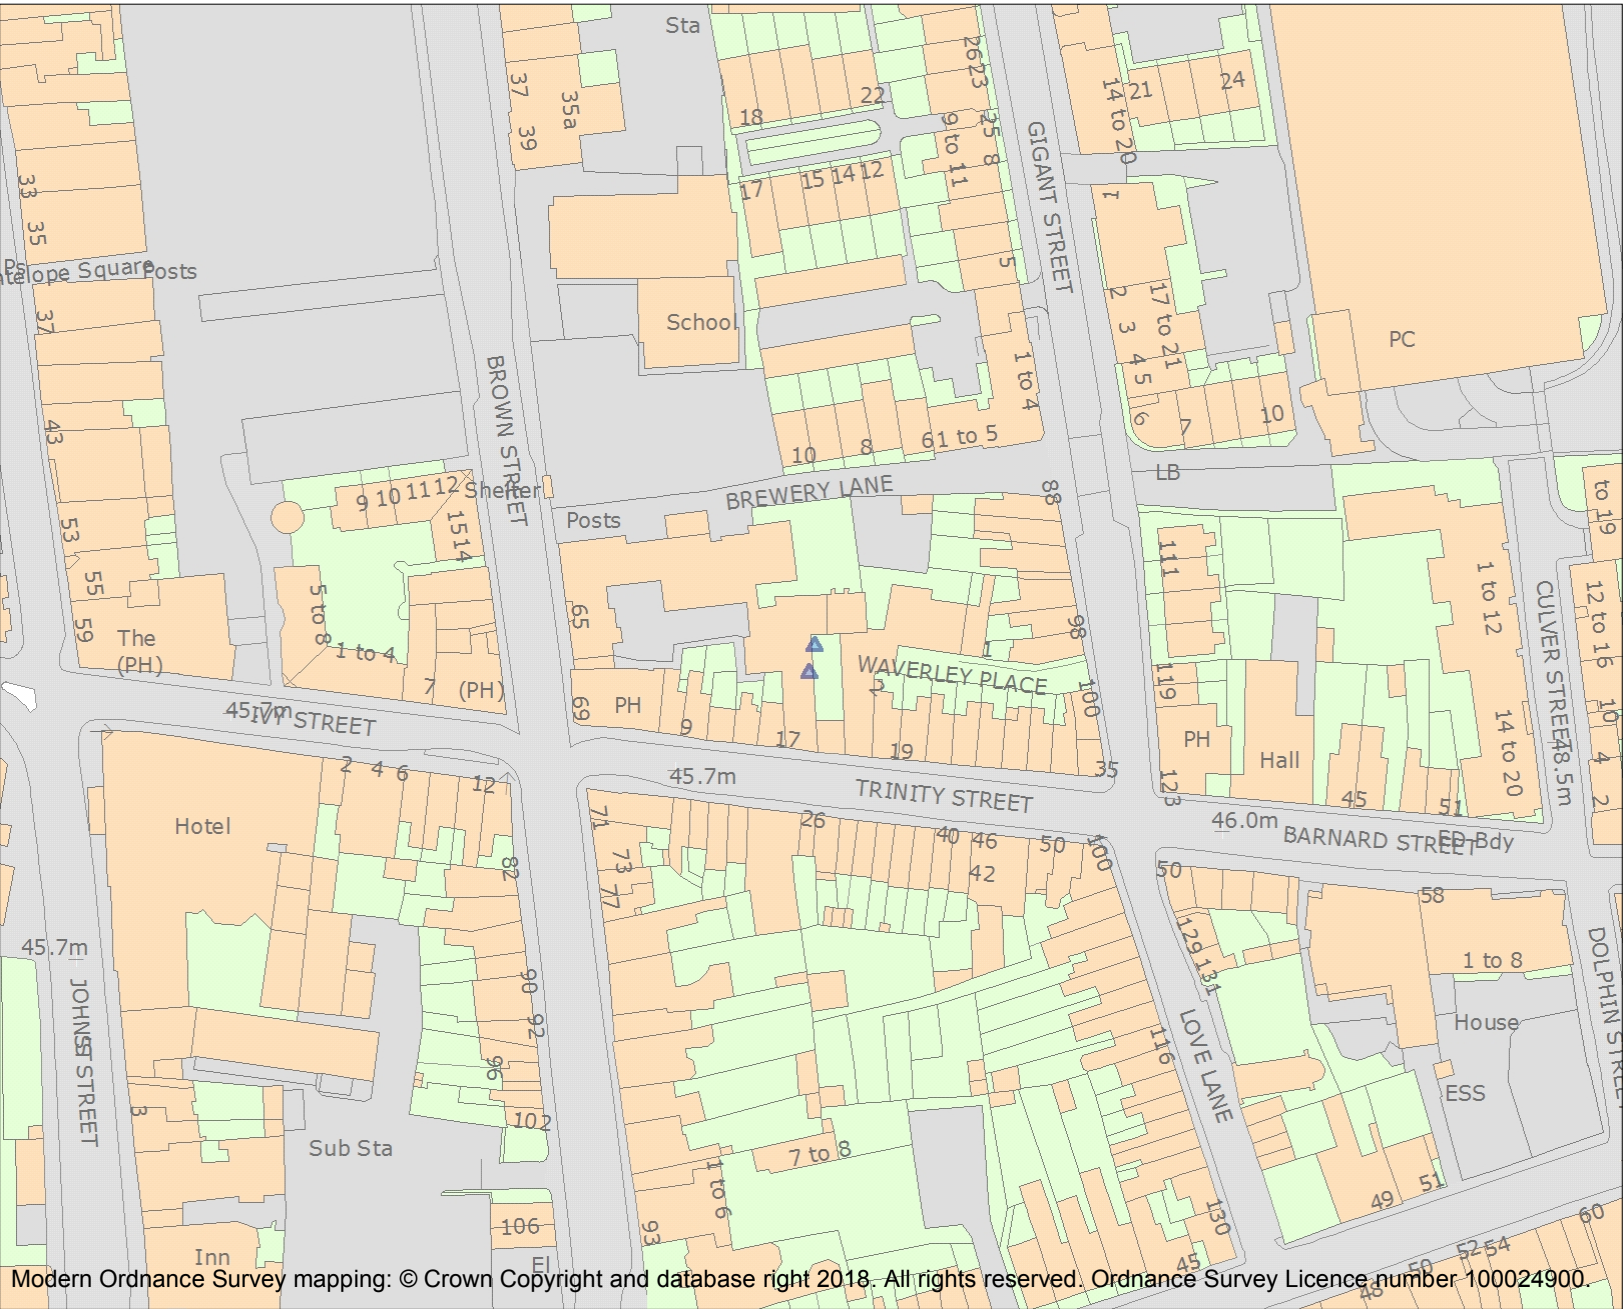 Sta
37
39
35a
18
22
26
23
25
8
9 to 11
GIGANT STREET
14 to 20
21
24
33
35
17
15
14
12
1
5
Posts
School
37
2
3
4
5
6
17 to 21
7
10
PC
BROWN STREET
1 to 4
43
10
8
6
1 to 5
BREWERY LANE
LB
9
10
11
12
Shelter
Posts
15
14
88
to 19
53
55
59
The
(PH)
5 to 8
1 to 4
7
(PH)
65
69
PH
9
17
1
2
WAVERLEY PLACE
98
100
111
119
PH
123
Hall
1 to 12
14 to 20
CULVER STREET
12 to 16
10
4
2
48.5m
45.7m
IVY STREET
19
35
45
51
2
4
6
12
45.7m
TRINITY STREET
46.0m
BARNARD STREET
ED Bdy
Hotel
71
73
77
26
40
46
42
50
100
50
58
82
90
92
96
102
129
131
1 to 8
House
DOLPHIN STREET
45.7m
JOHN STREET
LOVE LANE
116
ESS
3
Sub Sta
7 to 8
1 to 6
93
106
El
Inn
130
45
49
51
60
52
54
50
48
Modern Ordnance Survey mapping: © Crown Copyright and database right 2018. All rights reserved. Ordnance Survey Licence number 100024900.